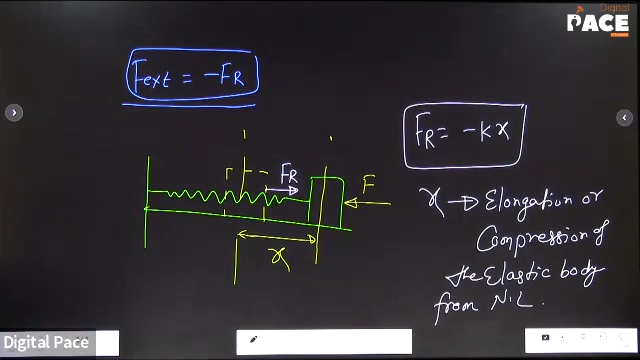 Digital
PACE
Fext = -FR
FR = -kx
FR
F
x
x → Elongation or
Compression of
the Elastic body
from N.L.
Digital Pace